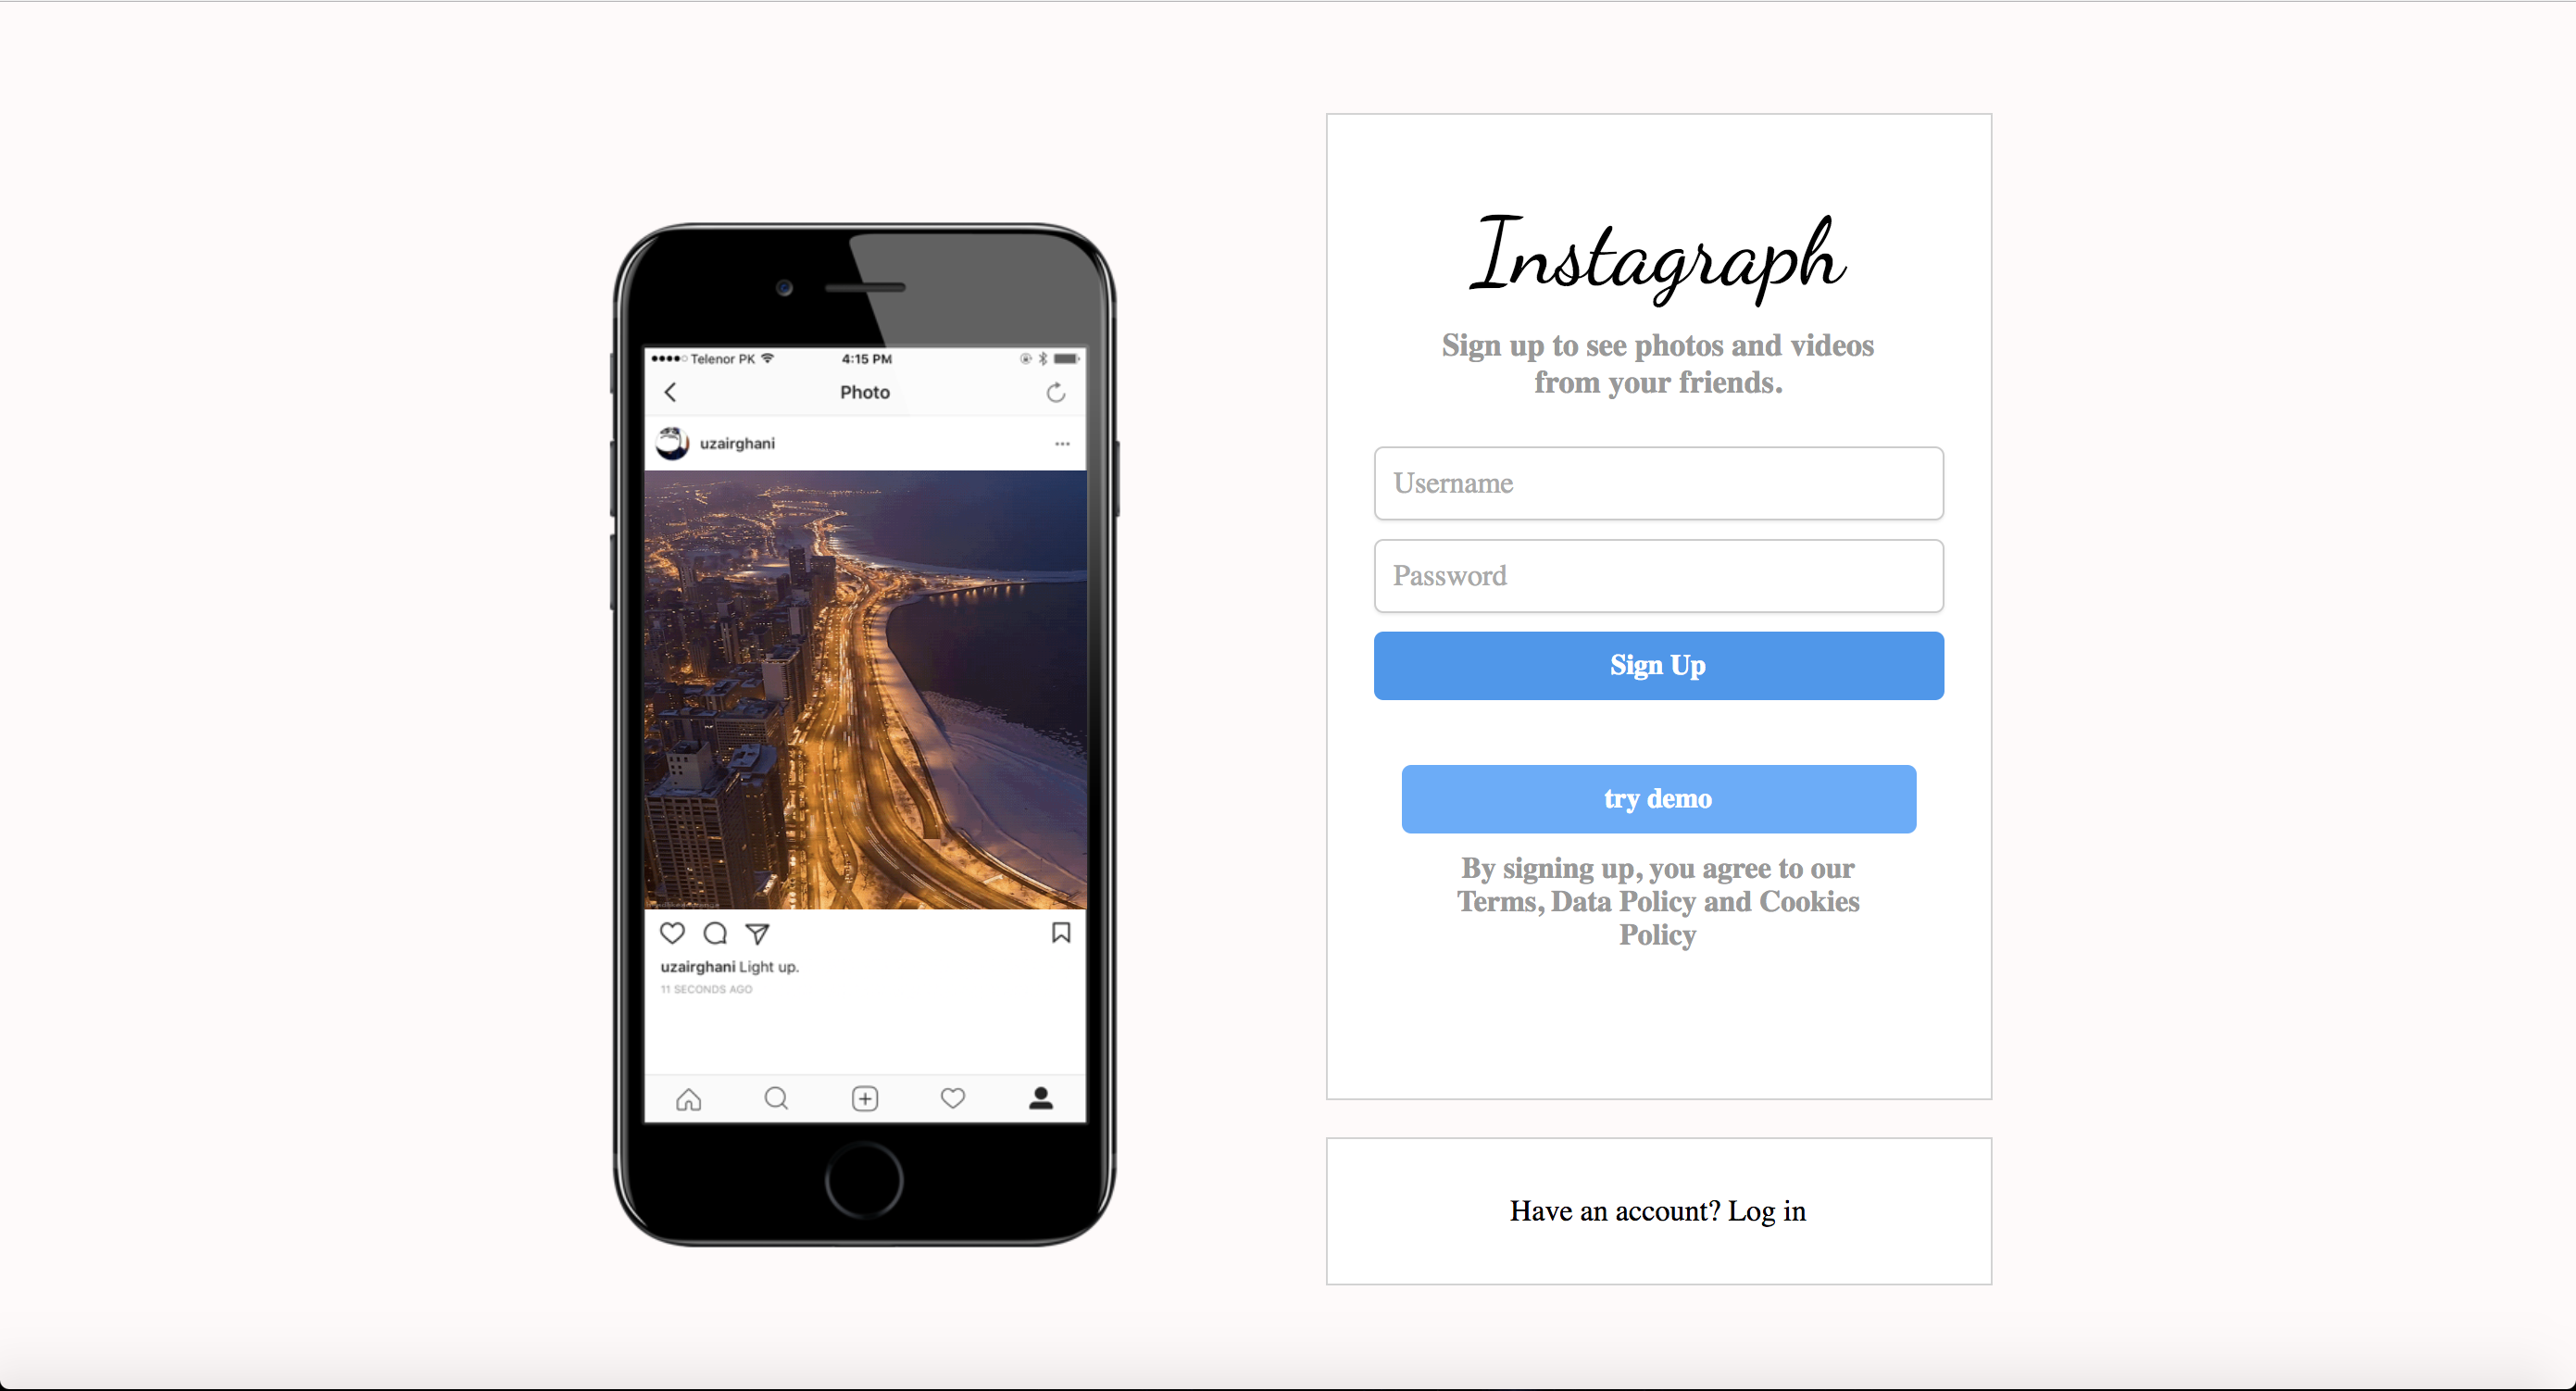 Telenor PK 4:15 PM
Photo
uzairghani
uzairghani Light up.
11 SECONDS AGO
Instagraph
Sign up to see photos and videos
from your friends.
Username
Password
Sign Up
try demo
By signing up, you agree to our
Terms, Data Policy and Cookies
Policy
Have an account? Log in